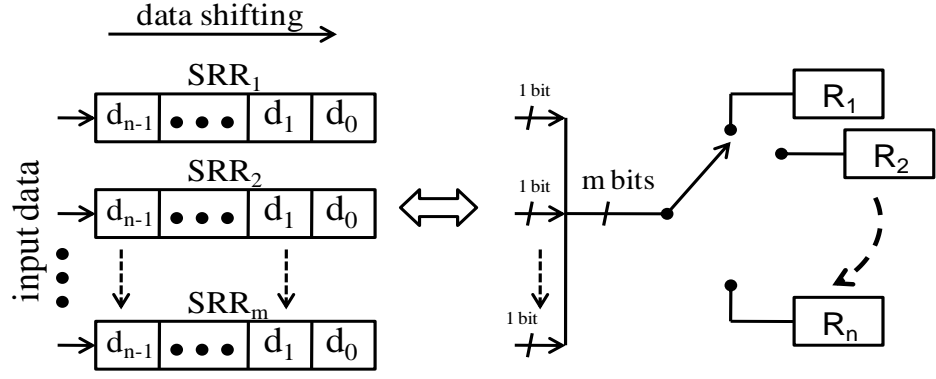 data shifting
SRR₁
dₙ₋₁ ••• d₁ d₀
SRR₂
dₙ₋₁ ••• d₁ d₀
SRRₘ
dₙ₋₁ ••• d₁ d₀
input data
1 bit
1 bit
1 bit
m bits
R₁
R₂
Rₙ